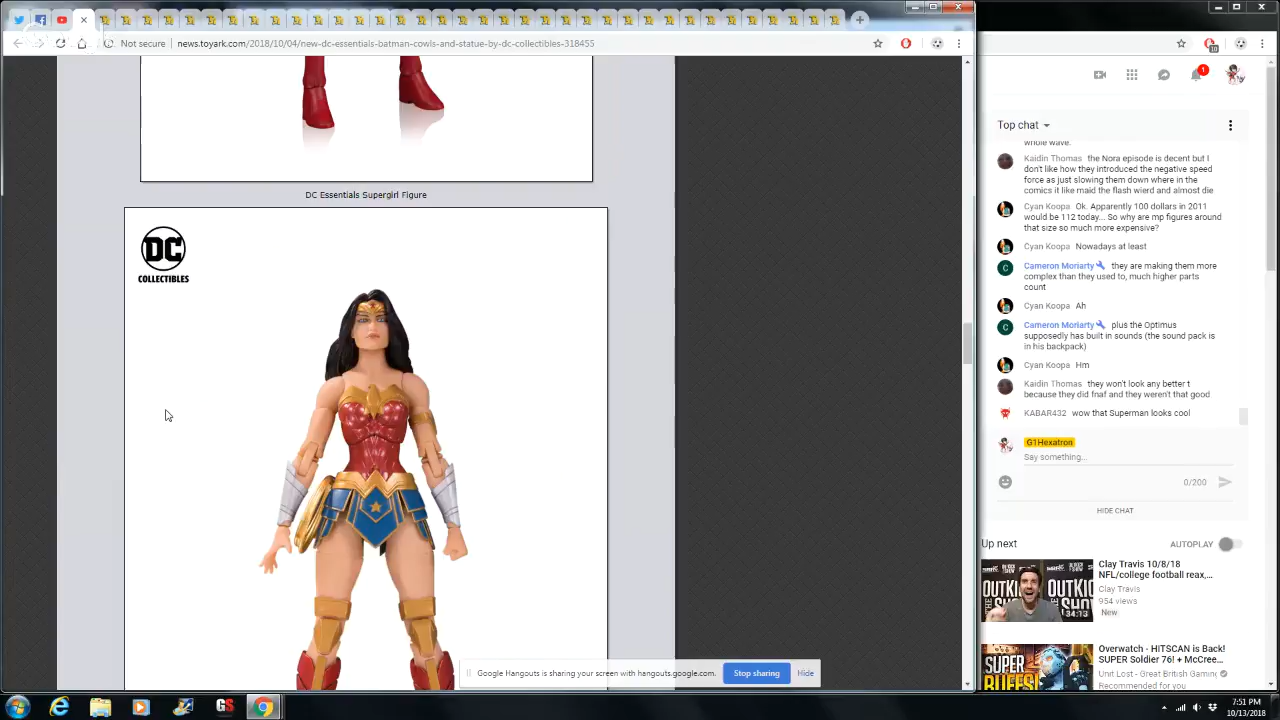 Not secure
news.toyark.com/2018/10/04/new-dc-essentials-batman-cowls-and-statue-by-dc-collectibles-318455
DC Essentials Supergirl Figure
DC
COLLECTIBLES
Google Hangouts is sharing your screen with hangouts.google.com.
Stop sharing
Hide
10
1
Top chat
whole wave.
Kaidin Thomas the Nora episode is decent but I
don't like how they introduced the negative speed
force as just slowing them down where in the
comics it like maid the flash wierd and almost die
Cyan Koopa Ok. Apparently 100 dollars in 2011
would be 112 today... So why are mp figures around
that size so much more expensive?
Cyan Koopa Nowadays at least
C
Cameron Moriarty they are making them more
complex than they used to, much higher parts
count
Cyan Koopa Ah
C
Cameron Moriarty plus the Optimus
supposedly has built in sounds (the sound pack is
in his backpack)
Cyan Koopa Hm
Kaidin Thomas they won't look any better t
because they did fnaf and they weren't that good
KABAR432 wow that Superman looks cool
G1Hexatron
Say something...
0/200
HIDE CHAT
Up next
AUTOPLAY
Clay Travis 10/8/18
NFL/college football reax,...
Clay Travis
954 views
New
OUTKI
THE SHO
34:13
Overwatch - HITSCAN is Back!
SUPER Soldier 76! + McCree...
Unit Lost - Great British Gaming
Recommended for you
SUPER
BUFFS!
GS
7:51 PM
10/13/2018